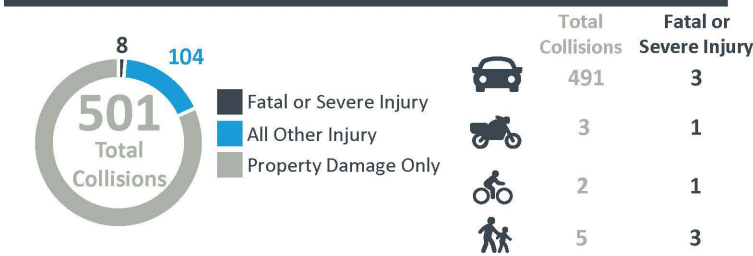 8
104
501
Total
Collisions
Fatal or Severe Injury
All Other Injury
Property Damage Only
Total Fatal or
Collisions Severe Injury
491 3
3 1
2 1
5 3